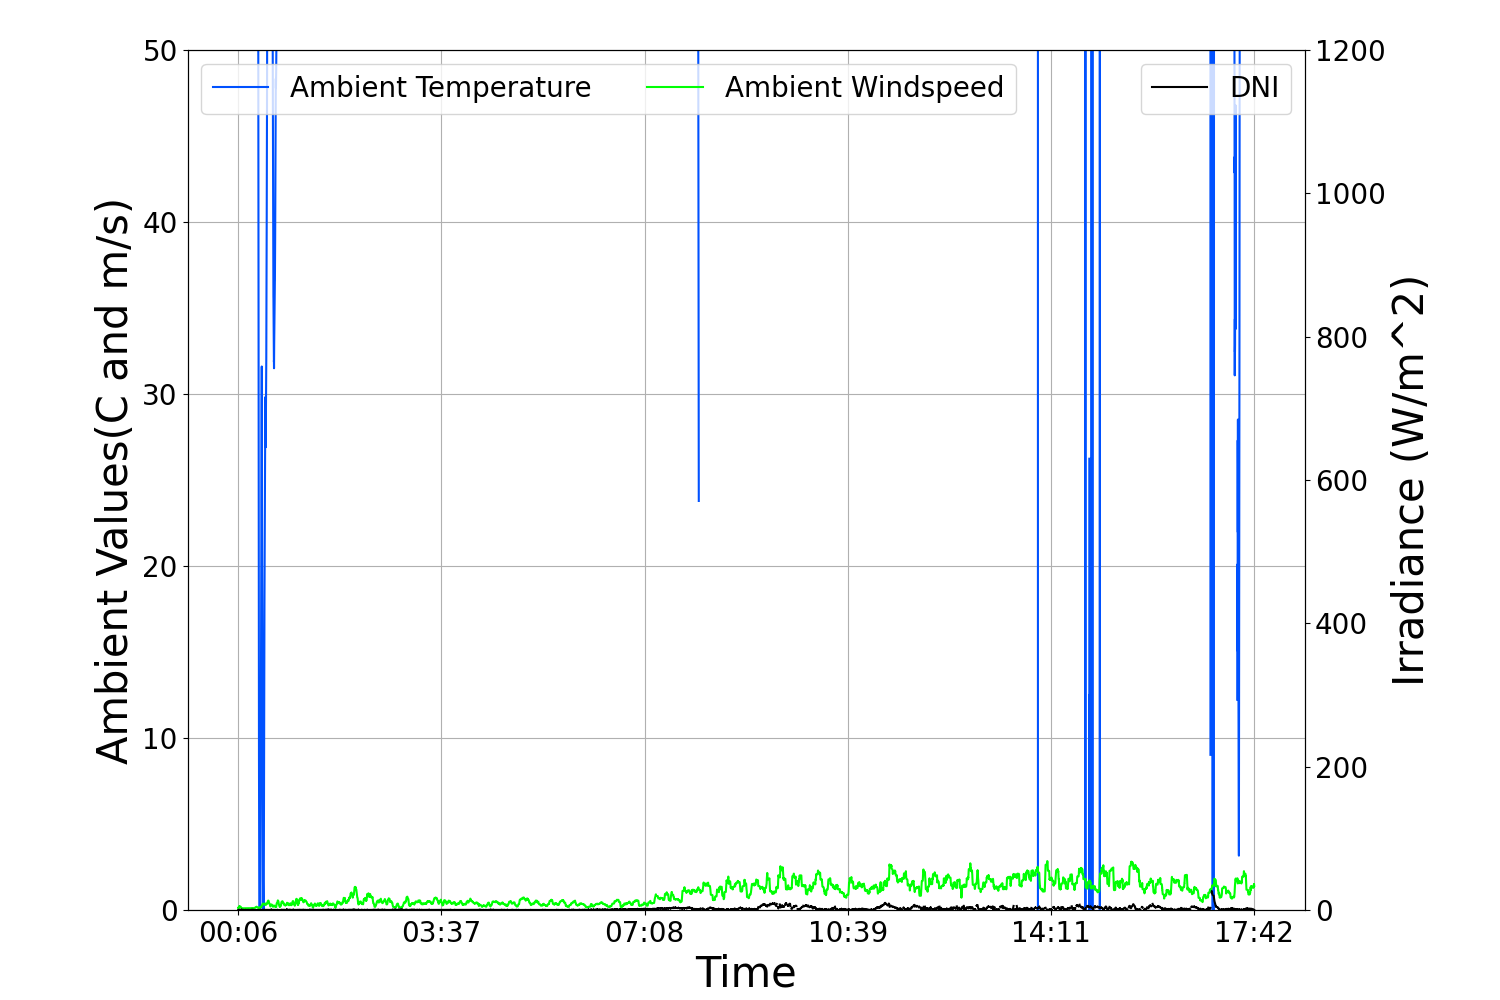 Ambient Temperature
Ambient Windspeed
DNI
50
40
30
20
10
0
Ambient Values(C and m/s)
1200
1000
800
600
400
200
0
Irradiance (W/m^2)
00:06 03:37 07:08 10:39 14:11 17:42
Time